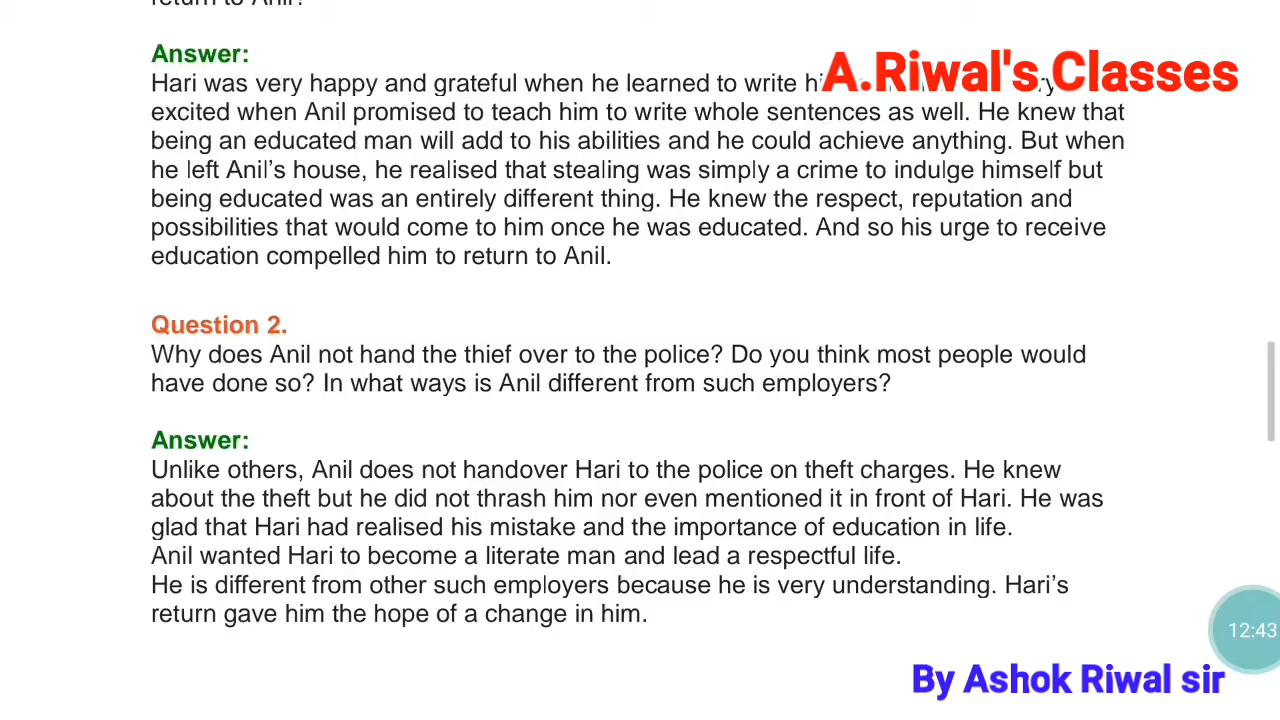 Answer:
A.Riwal's Classes
Hari was very happy and grateful when he learned to write
excited when Anil promised to teach him to write whole sentences as well. He knew that
being an educated man will add to his abilities and he could achieve anything. But when
he left Anil’s house, he realised that stealing was simply a crime to indulge himself but
being educated was an entirely different thing. He knew the respect, reputation and
possibilities that would come to him once he was educated. And so his urge to receive
education compelled him to return to Anil.
Question 2.
Why does Anil not hand the thief over to the police? Do you think most people would
have done so? In what ways is Anil different from such employers?
Answer:
Unlike others, Anil does not handover Hari to the police on theft charges. He knew
about the theft but he did not thrash him nor even mentioned it in front of Hari. He was
glad that Hari had realised his mistake and the importance of education in life.
Anil wanted Hari to become a literate man and lead a respectful life.
He is different from other such employers because he is very understanding. Hari’s
return gave him the hope of a change in him.
12:43
By Ashok Riwal sir